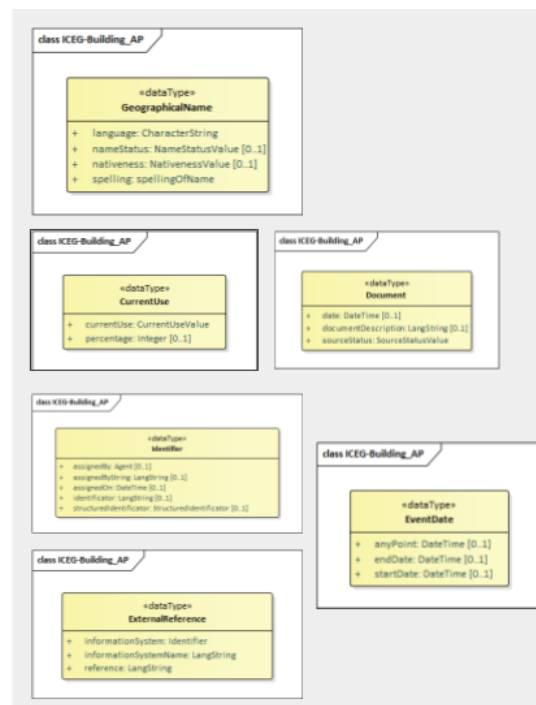 class ICEG-Building_AP
«dataType»
GeographicalName
+ language: CharacterString
+ nameStatus: NameStatusValue [0..1]
+ nativeness: NativenessValue [0..1]
+ spelling: spellingOfName
class ICEG-Building_AP
«dataType»
CurrentUse
+ currentUse: CurrentUseValue
+ percentage: Integer [0..1]
class ICEG-Building_AP
«dataType»
Document
+ date: DateTime [0..1]
+ documentDescription: LangString [0..1]
+ sourceStatus: SourceStatusValue
class ICEG-Building_AP
«dataType»
Identifier
+ assignedBy: Agent [0..1]
+ assignedByString: LangString [0..1]
+ assignedOn: DateTime [0..1]
+ identificator: LangString [0..1]
+ structuredIdentificator: StructuredIdentificator [0..1]
class ICEG-Building_AP
«dataType»
EventDate
+ anyPoint: DateTime [0..1]
+ endDate: DateTime [0..1]
+ startDate: DateTime [0..1]
class ICEG-Building_AP
«dataType»
ExternalReference
+ informationSystem: Identifier
+ informationSystemName: LangString
+ reference: LangString